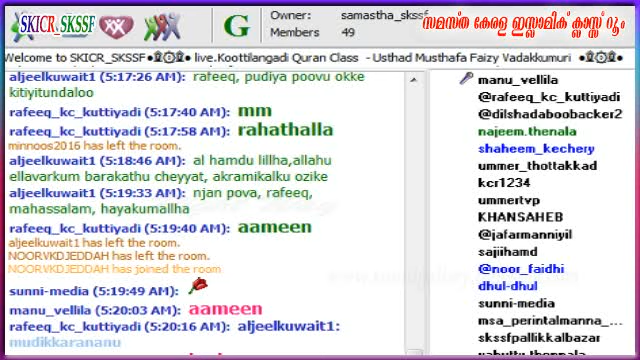 SKICR_SKSSF
G
Owner: samastha_skssf
Members 49
സമസ്ത കേരള ഇസ്ലാമിക് ക്ലാസ്സ് റൂം
Welcome to SKICR_SKSSF●۩۞۩● live.Koottilangadi Quran Class - Usthad Musthafa Faizy Vadakkumuri ●۩۞۩●
aljeelkuwait1 (5:17:26 AM): rafeeq, pudiya poovu okke
kitiyitundaloo
rafeeq_kc_kuttiyadi (5:17:40 AM): mm
rafeeq_kc_kuttiyadi (5:17:58 AM): rahathalla
minnoos2016 has left the room.
aljeelkuwait1 (5:18:46 AM): al hamdu lillha,allahu
ellavarkum barakathu cheyyat, akramikalku ozike
aljeelkuwait1 (5:19:33 AM): njan pova, rafeeq,
mahassalam, hayakumallha
rafeeq_kc_kuttiyadi (5:19:40 AM): aameen
aljeelkuwait1 has left the room.
NOORVKDJEDDAH has left the room.
NOORVKDJEDDAH has joined the room
sunni-media (5:19:49 AM):
manu_vellila (5:20:03 AM): aameen
rafeeq_kc_kuttiyadi (5:20:16 AM): aljeelkuwait1:
mudikkarananu
manu_vellila
@rafeeq_kc_kuttiyadi
@dilshadaboobacker2
najeem.thenala
shaheem_kechery
ummer_thottakkad
kcr1234
ummertvp
KHANSAHEB
@jafarmanniyil
sajiihamd
@noor_faidhi
dhul-dhul
sunni-media
msa_perintalmanna_...
skssfpallikkalbazar